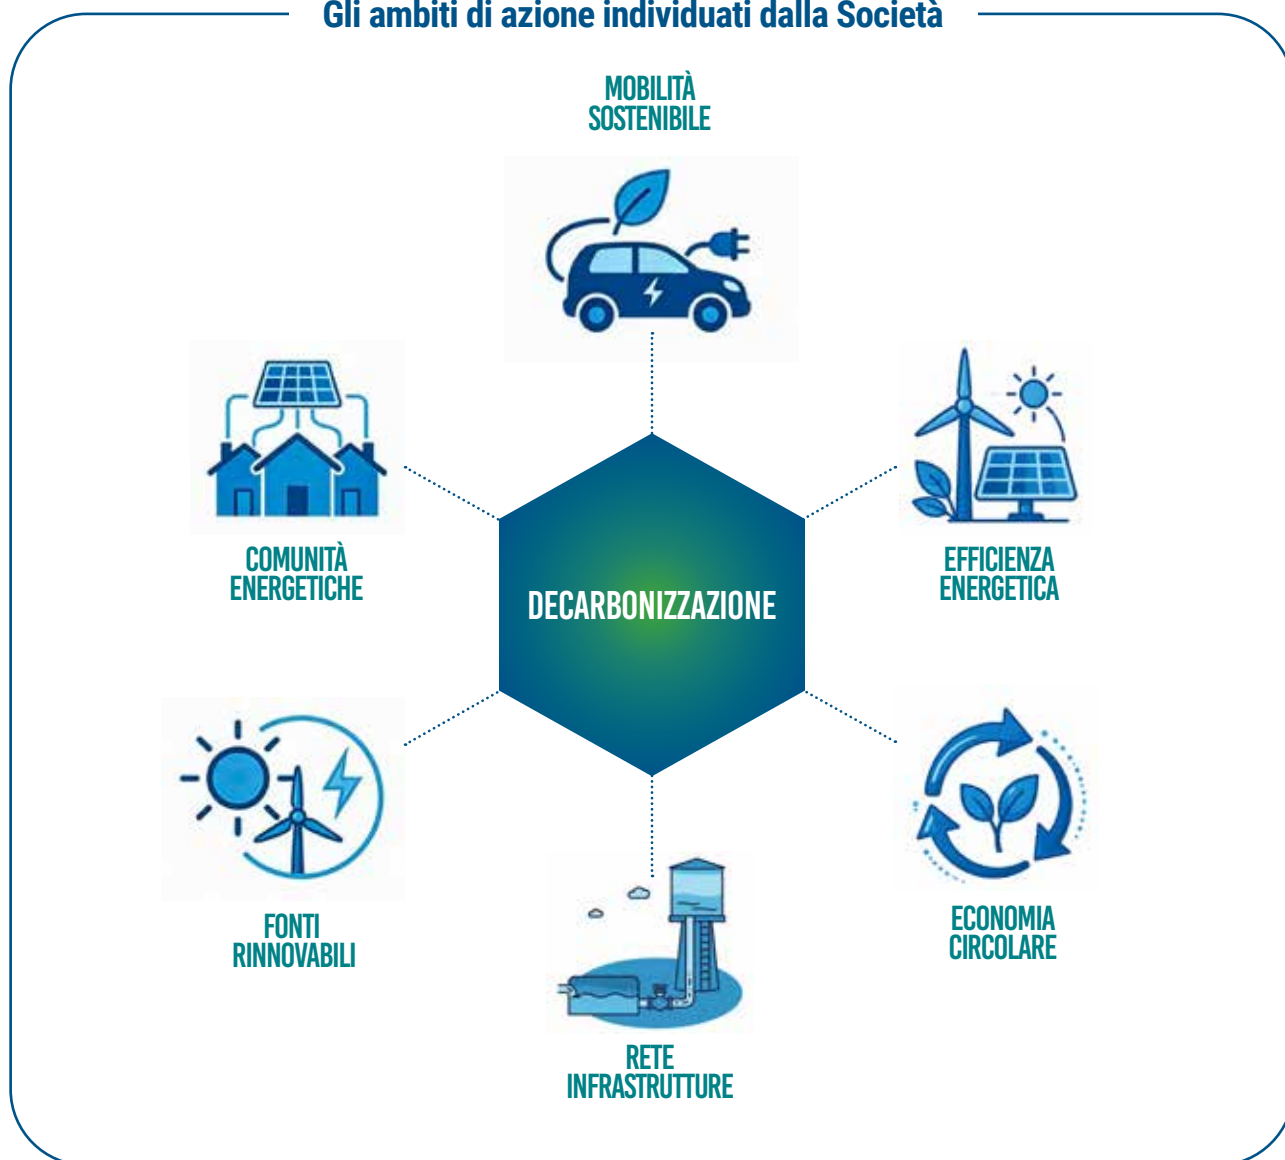 Gli ambiti di azione individuati dalla Società
MOBILITÀ
SOSTENIBILE
COMUNITÀ
ENERGETICHE
EFFICIENZA
ENERGETICA
DECARBONIZZAZIONE
FONTI
RINNOVABILI
ECONOMIA
CIRCOLARE
RETE
INFRASTRUTTURE